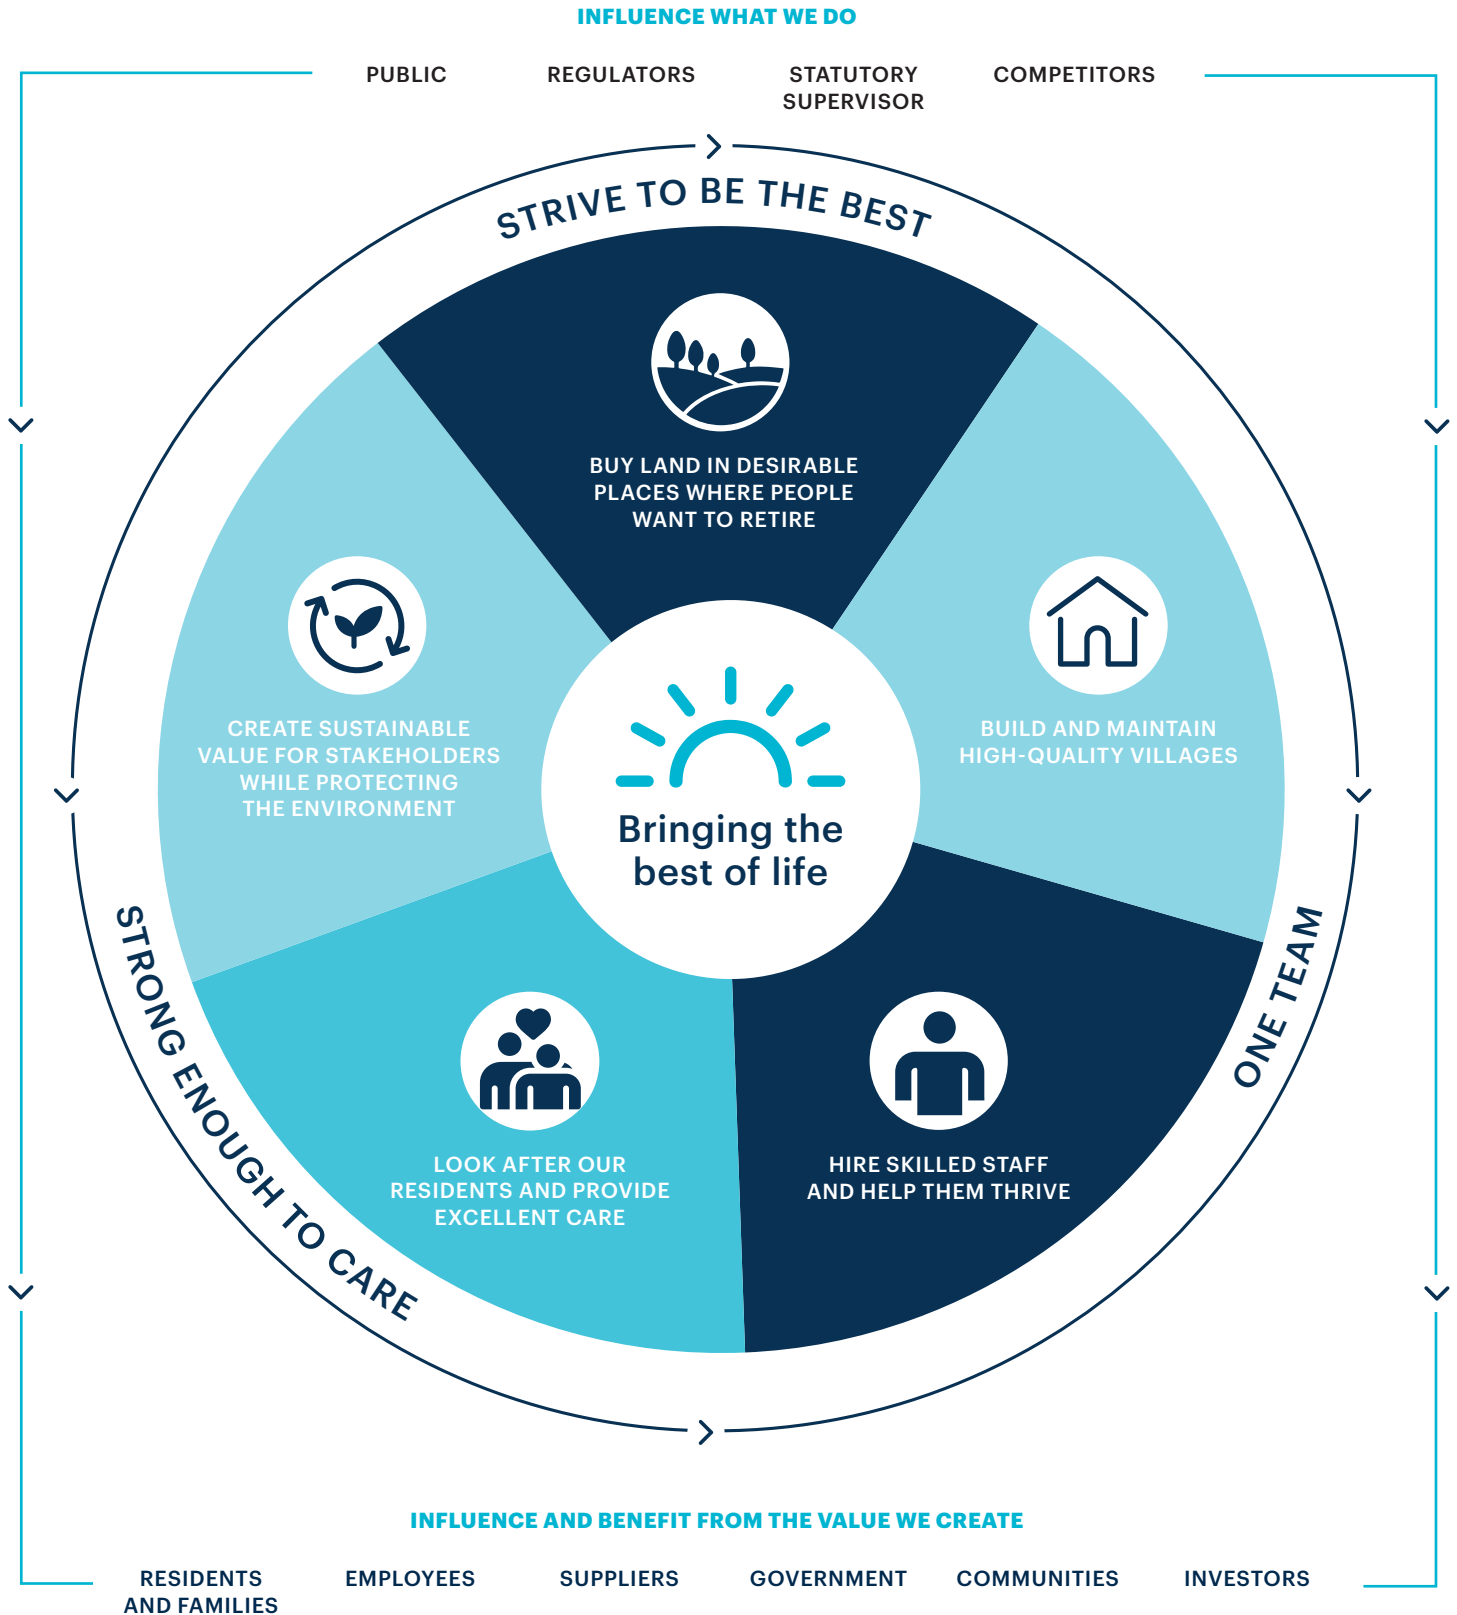 INFLUENCE WHAT WE DO
PUBLIC
REGULATORS
STATUTORY
SUPERVISOR
COMPETITORS
STRIVE TO BE THE BEST
BUY LAND IN DESIRABLE
PLACES WHERE PEOPLE
WANT TO RETIRE
BUILD AND MAINTAIN
HIGH-QUALITY VILLAGES
CREATE SUSTAINABLE
VALUE FOR STAKEHOLDERS
WHILE PROTECTING
THE ENVIRONMENT
Bringing the
best of life
ONE TEAM
STRONG ENOUGH TO CARE
HIRE SKILLED STAFF
AND HELP THEM THRIVE
LOOK AFTER OUR
RESIDENTS AND PROVIDE
EXCELLENT CARE
INFLUENCE AND BENEFIT FROM THE VALUE WE CREATE
RESIDENTS
AND FAMILIES
EMPLOYEES
SUPPLIERS
GOVERNMENT
COMMUNITIES
INVESTORS